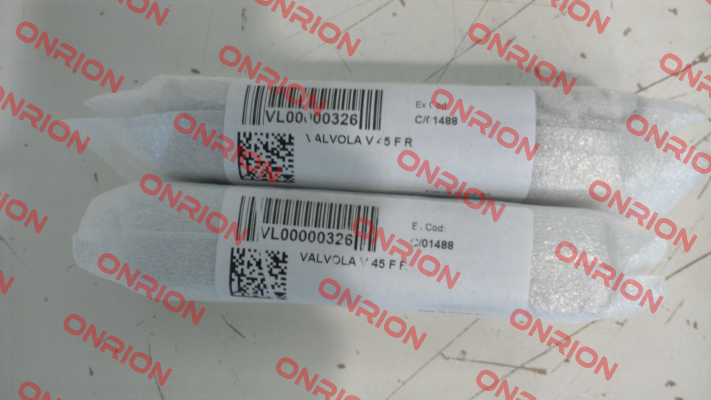 VL00000326
Ex Cod:
C/01488
VALVOLA V 45 F R
VL00000326
Ex Cod:
C/01488
VALVOLA V 45 F R
ONRION